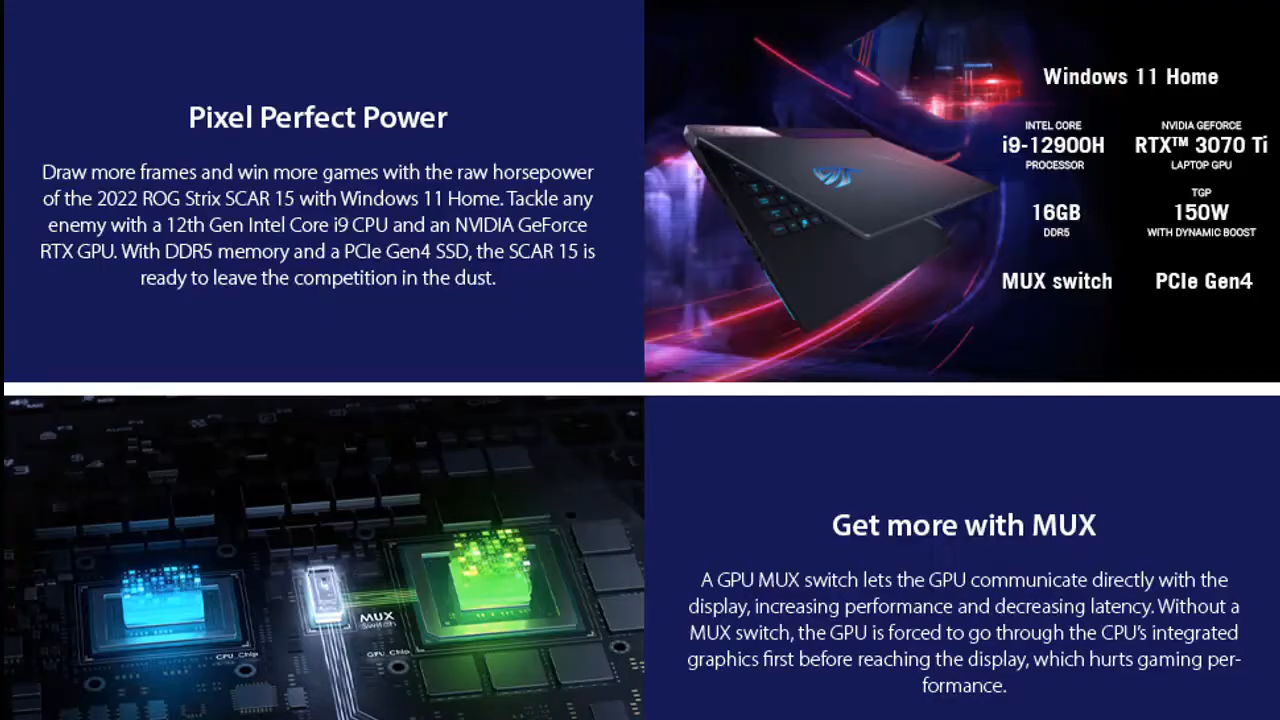 Pixel Perfect Power
Draw more frames and win more games with the raw horsepower
of the 2022 ROG Strix SCAR 15 with Windows 11 Home. Tackle any
enemy with a 12th Gen Intel Core i9 CPU and an NVIDIA GeForce
RTX GPU. With DDR5 memory and a PCIe Gen4 SSD, the SCAR 15 is
ready to leave the competition in the dust.
Windows 11 Home
INTEL CORE
i9-12900H
PROCESSOR
NVIDIA GEFORCE
RTX™ 3070 Ti
LAPTOP GPU
16GB
DDR5
TGP
150W
WITH DYNAMIC BOOST
MUX switch
PCIe Gen4
CPU_Chip
MUX
Switch
GPU_Chip
Get more with MUX
A GPU MUX switch lets the GPU communicate directly with the
display, increasing performance and decreasing latency. Without a
MUX switch, the GPU is forced to go through the CPU's integrated
graphics first before reaching the display, which hurts gaming per-
formance.